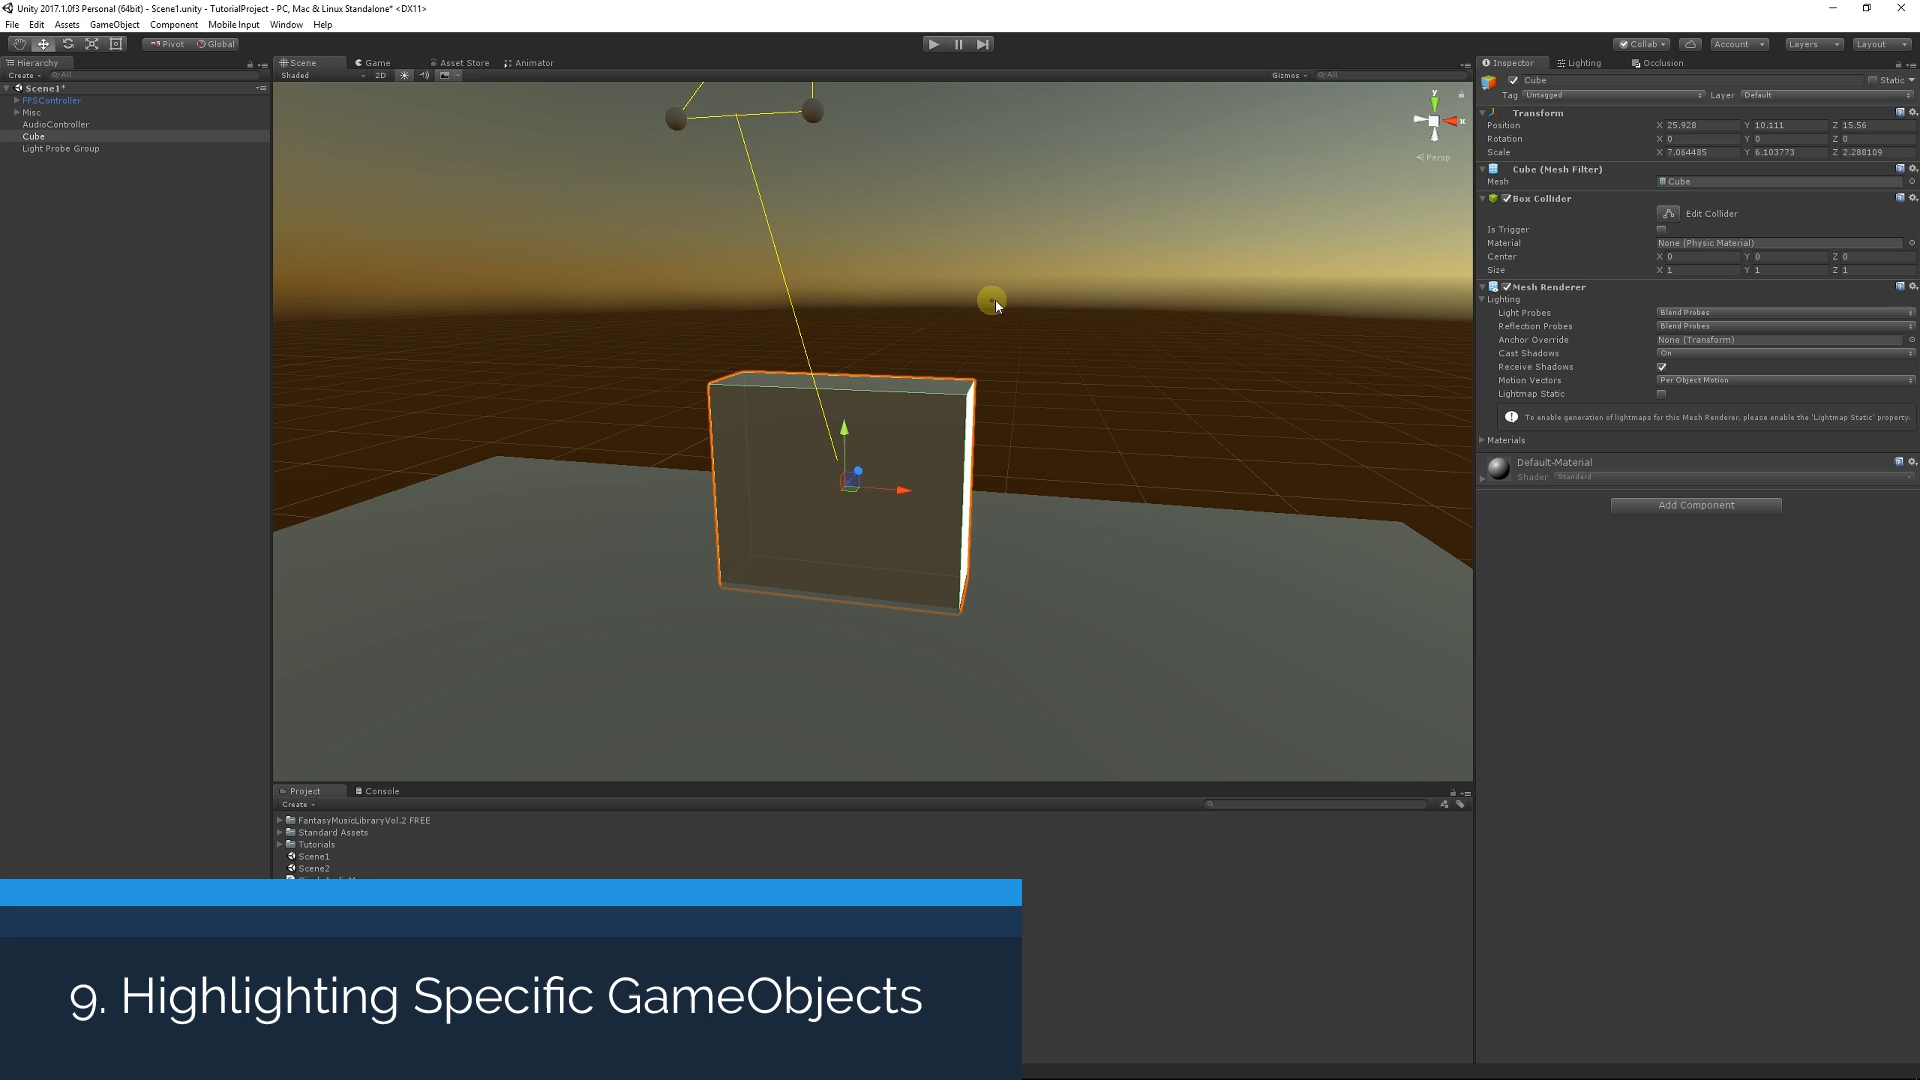 Unity 2017.1.0f3 Personal (64bit) - Scene1.unity - TutorialProject - PC, Mac & Linux Standalone* <DX11>
File Edit Assets GameObject Component Mobile Input Window Help
Pivot Global Collab Account Layers Layout
Hierarchy
Create All
Scene1*
FPSController
Misc
AudioController
Cube
Light Probe Group
Scene Game Asset Store Animator
Shaded 2D Gizmos All
y
x
Persp
Inspector Lighting Occlusion
Cube Static
Tag Untagged Layer Default
Transform
Position X 25.928 Y 10.111 Z 15.56
Rotation X 0 Y 0 Z 0
Scale X 7.064485 Y 6.103773 Z 2.288109
Cube (Mesh Filter)
Mesh Cube
Box Collider
Edit Collider
Is Trigger
Material None (Physic Material)
Center X 0 Y 0 Z 0
Size X 1 Y 1 Z 1
Mesh Renderer
Lighting
Light Probes Blend Probes
Reflection Probes Blend Probes
Anchor Override None (Transform)
Cast Shadows On
Receive Shadows
Motion Vectors Per Object Motion
Lightmap Static
To enable generation of lightmaps for this Mesh Renderer, please enable the 'Lightmap Static' property.
Materials
Default-Material
Shader Standard
Add Component
Project Console
Create
FantasyMusicLibraryVol.2 FREE
Standard Assets
Tutorials
Scene1
Scene2
9. Highlighting Specific GameObjects